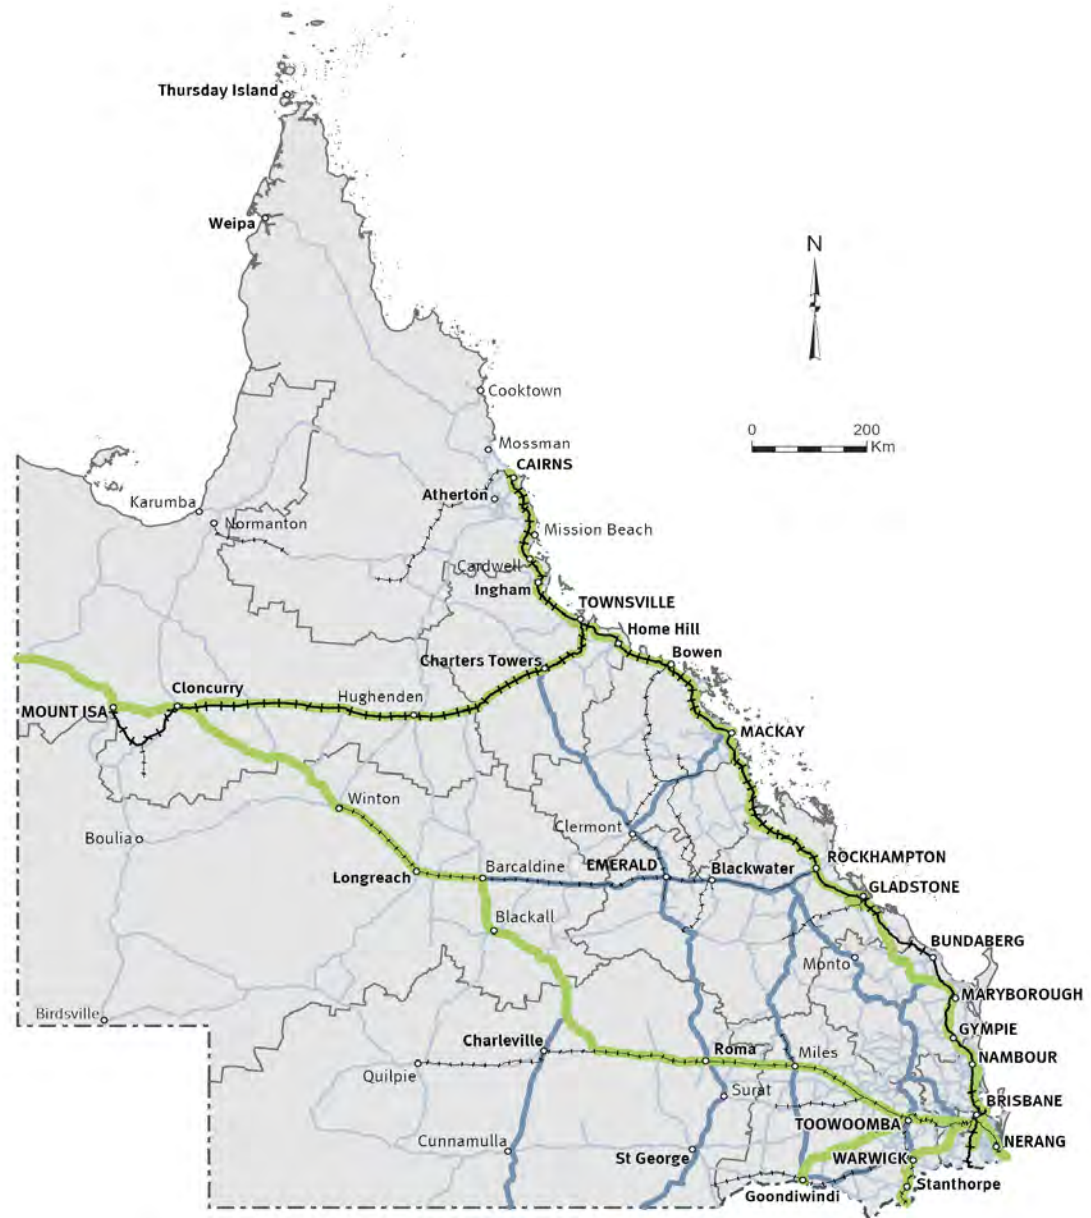 Thursday Island
Weipa
N
Cooktown
0 200
Km
Mossman
CAIRNS
Atherton
Karumba
Normanton
Mission Beach
Cardwell
Ingham
TOWNSVILLE
Home Hill
Bowen
Charters Towers
Cloncurry
Hughenden
MOUNT ISA
MACKAY
Winton
Clermont
Boulia
ROCKHAMPTON
Barcaldine
EMERALD
Blackwater
Longreach
GLADSTONE
Blackall
BUNDABERG
Monto
MARYBOROUGH
Birdsville
GYMPIE
Charleville
Roma
Miles
NAMBOUR
Quilpie
Surat
BRISBANE
TOOWOOMBA
Cunnamulla
NERANG
St George
WARWICK
Stanthorpe
Goondiwindi